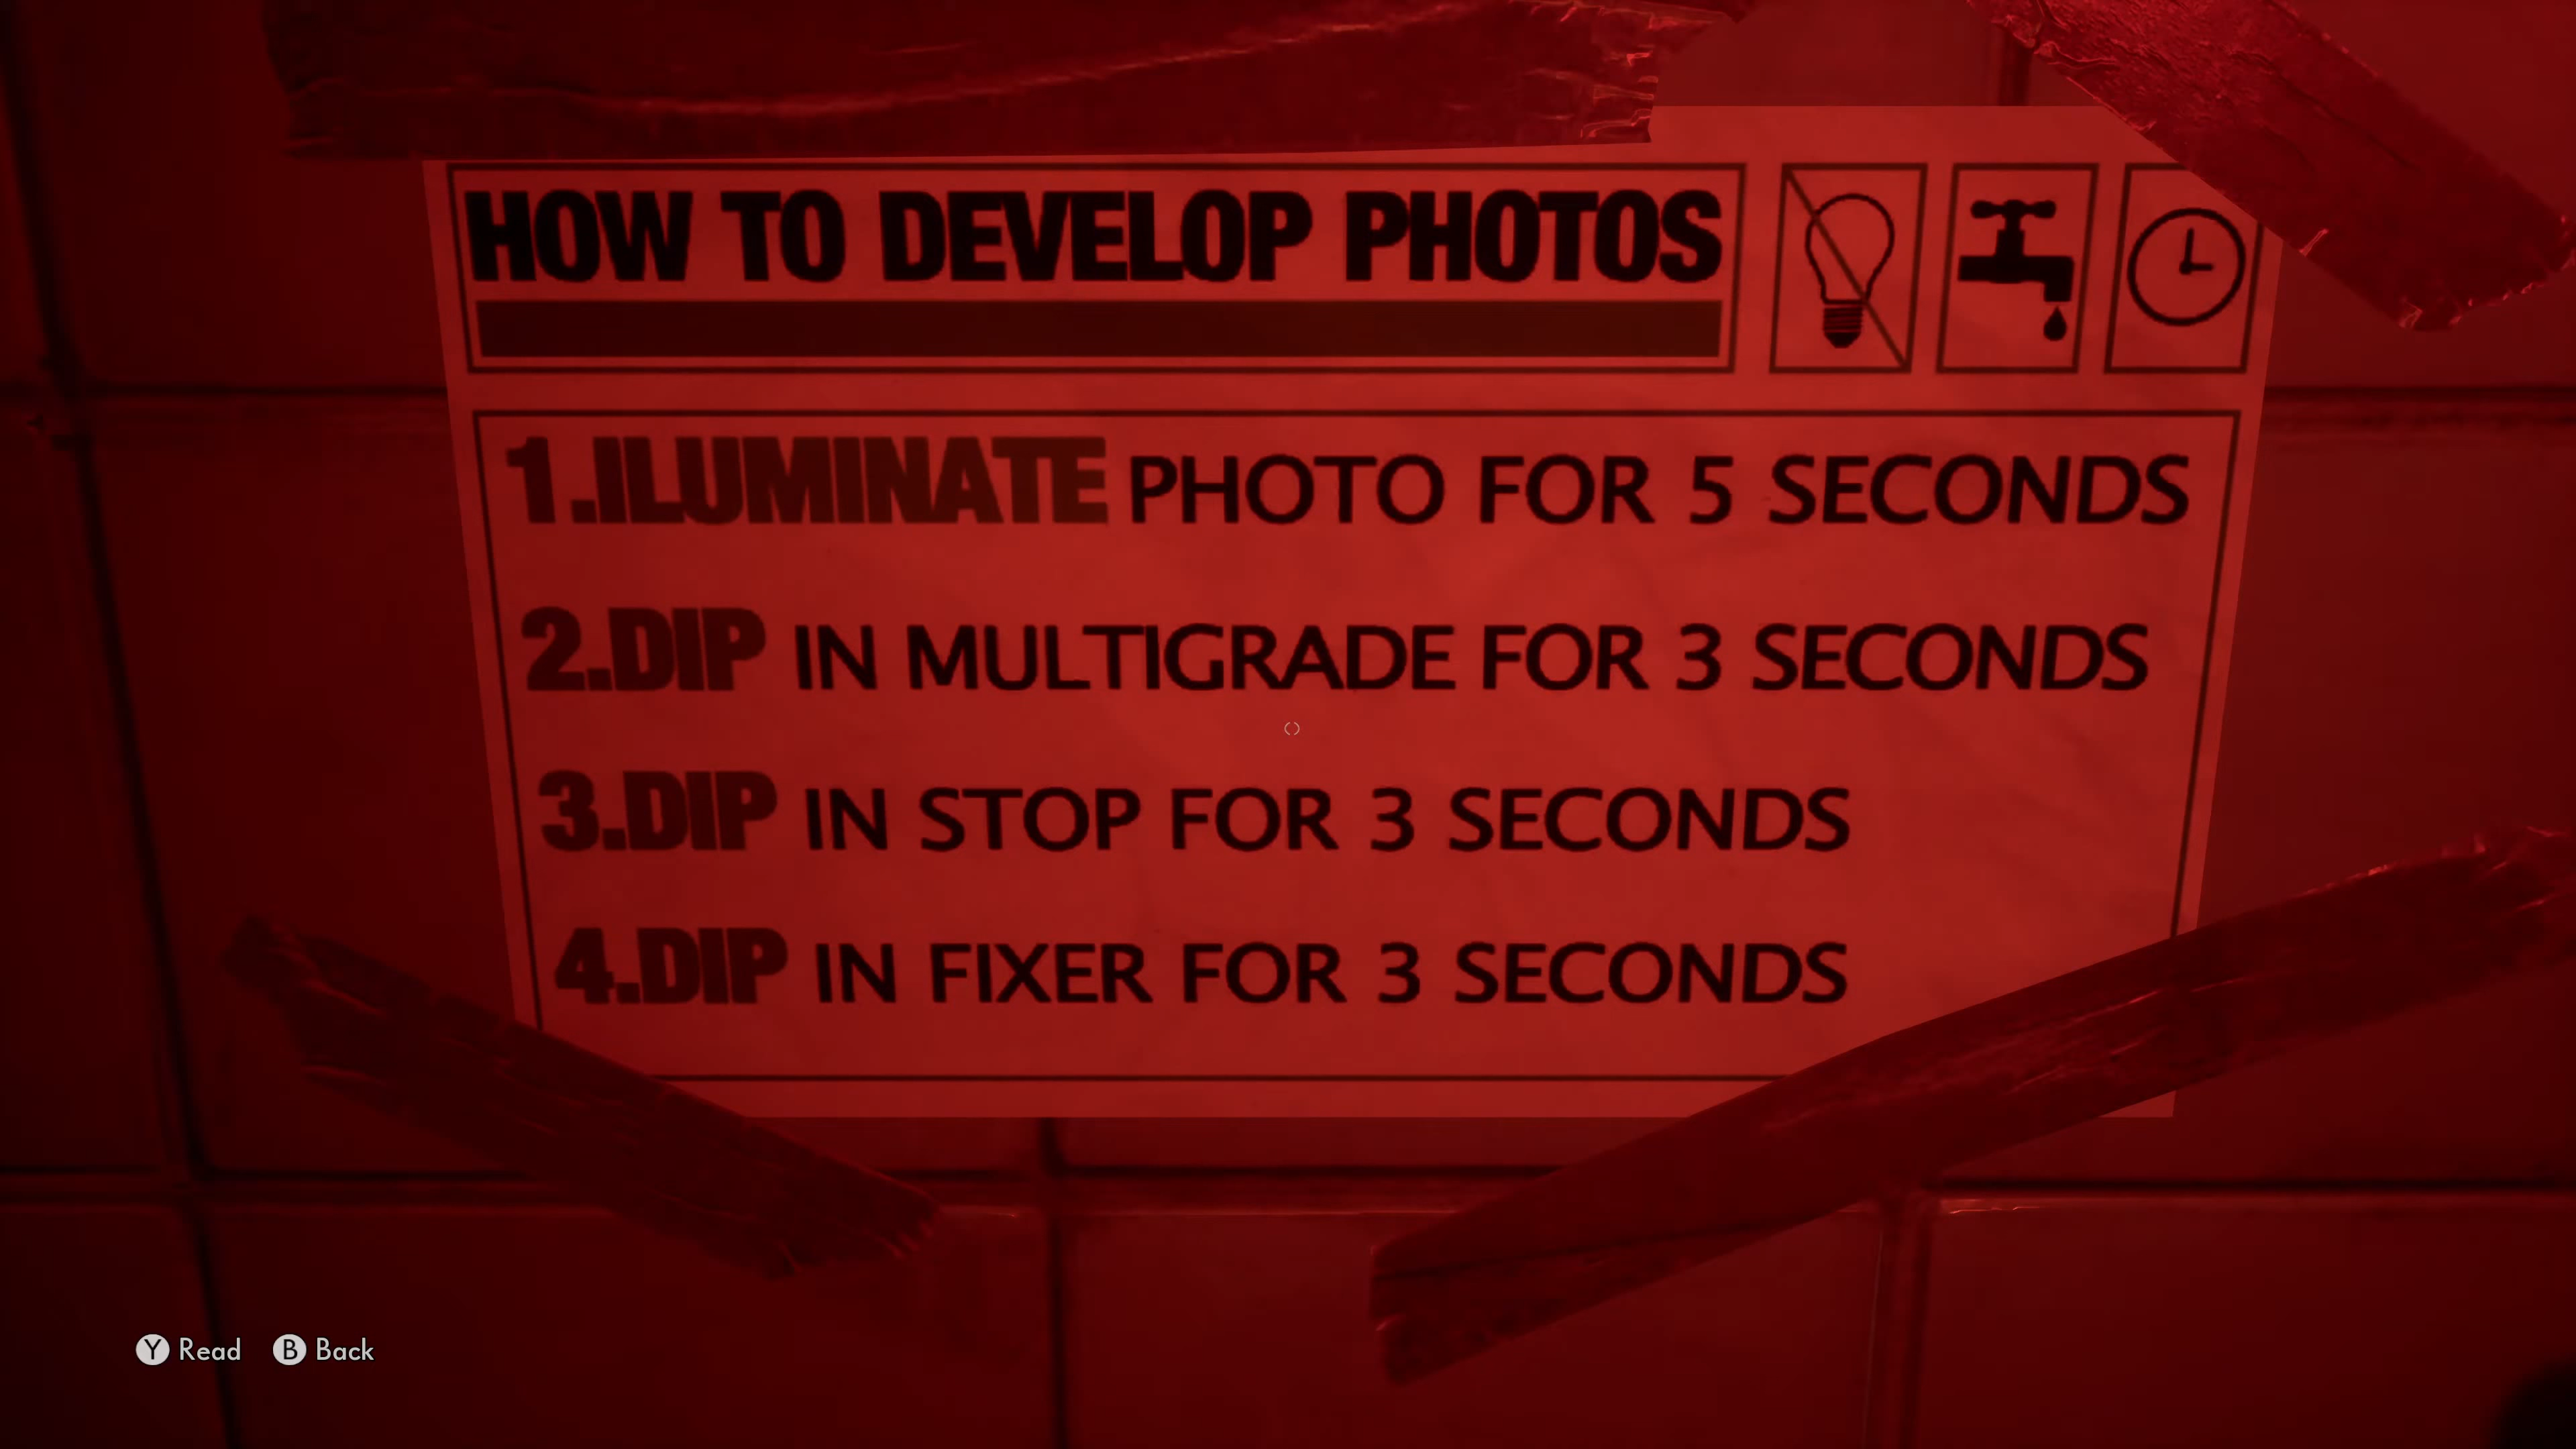 HOW TO DEVELOP PHOTOS
1.ILUMINATE PHOTO FOR 5 SECONDS
2.DIP IN MULTIGRADE FOR 3 SECONDS
3.DIP IN STOP FOR 3 SECONDS
4.DIP IN FIXER FOR 3 SECONDS
Y Read B Back